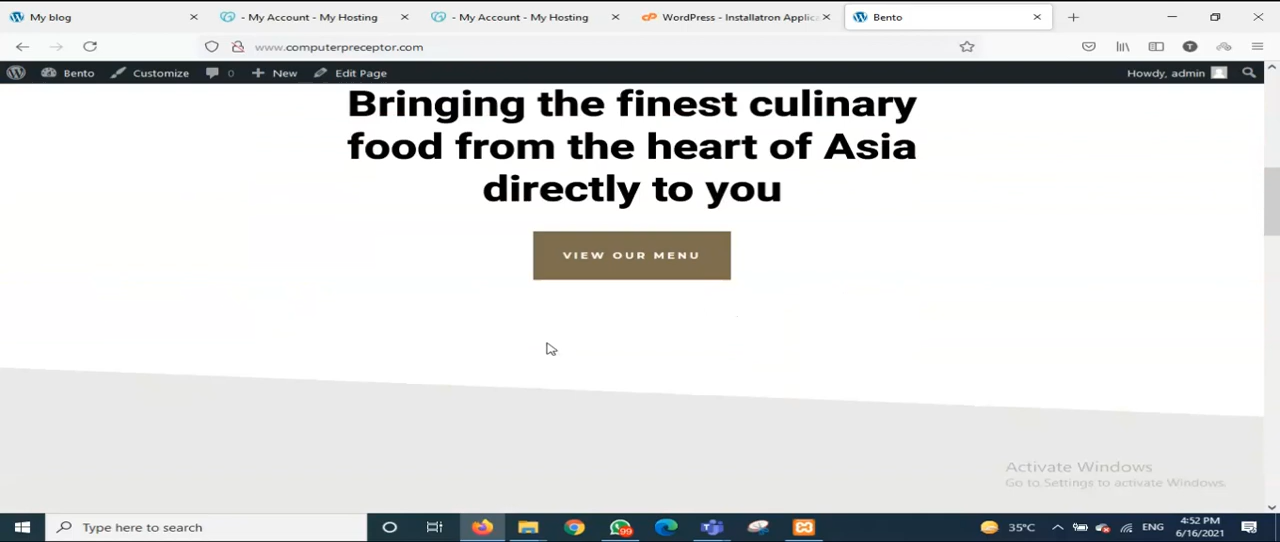 My blog
- My Account - My Hosting
- My Account - My Hosting
WordPress - Installatron Applic
Bento
www.computerpreceptor.com
Bento
Customize
0
New
Edit Page
Howdy, admin
Bringing the finest culinary
food from the heart of Asia
directly to you
VIEW OUR MENU
Activate Windows
Go to Settings to activate Windows.
Type here to search
99
35°C
ENG
4:52 PM
6/16/2021